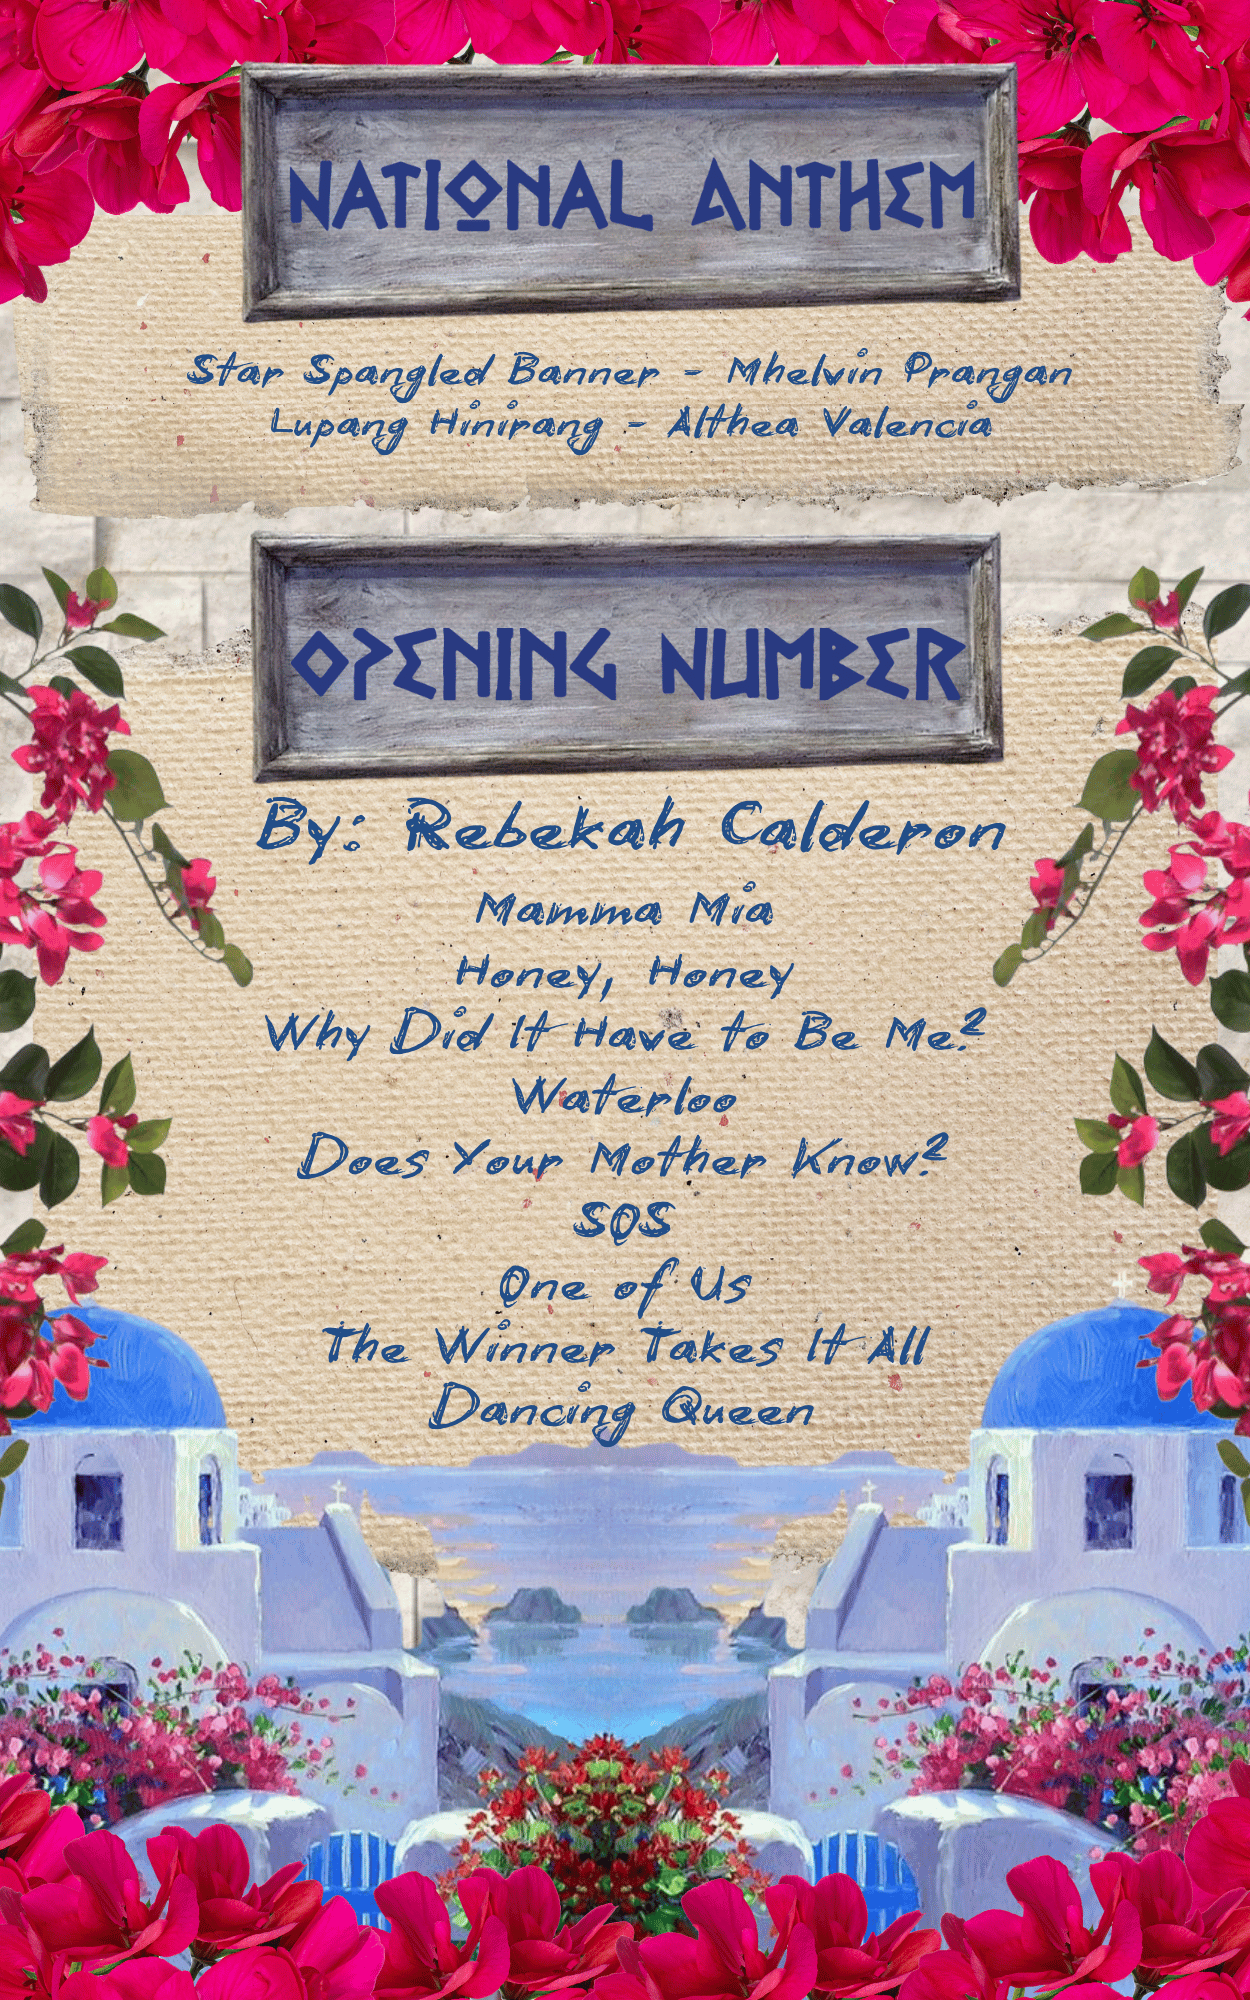 NATIONAL ANTHEM
Star Spangled Banner - Mhelvin Prangan
Lupang Hinirang - Althea Valencia
OPENING NUMBER
By: Rebekah Calderon
Mamma Mia
Honey, Honey
Why Did It Have to Be Me?
Waterloo
Does Your Mother Know?
SOS
One of Us
The Winner Takes It All
Dancing Queen